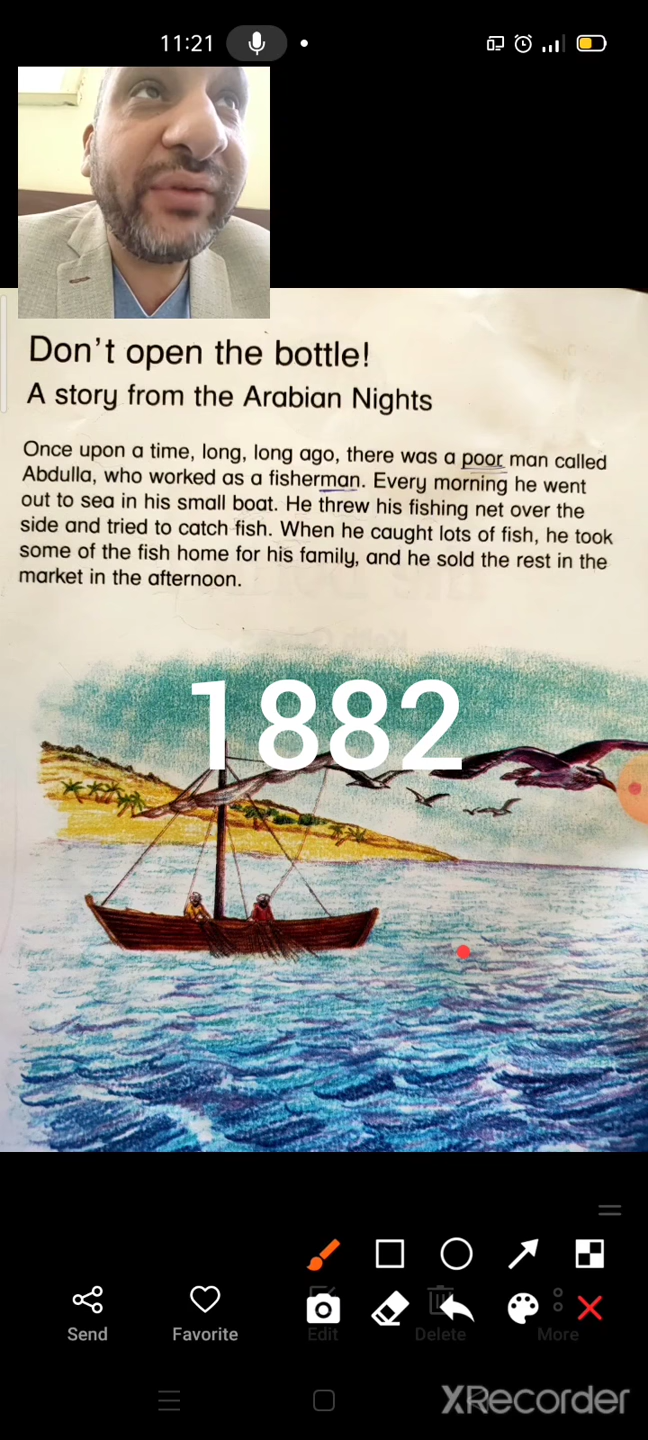 11:21
Don't open the bottle!
A story from the Arabian Nights
Once upon a time, long, long ago, there was a poor man called
Abdulla, who worked as a fisherman. Every morning he went
out to sea in his small boat. He threw his fishing net over the
side and tried to catch fish. When he caught lots of fish, he took
some of the fish home for his family, and he sold the rest in the
market in the afternoon.
1882
Send Favorite Edit Delete More
XRecorder